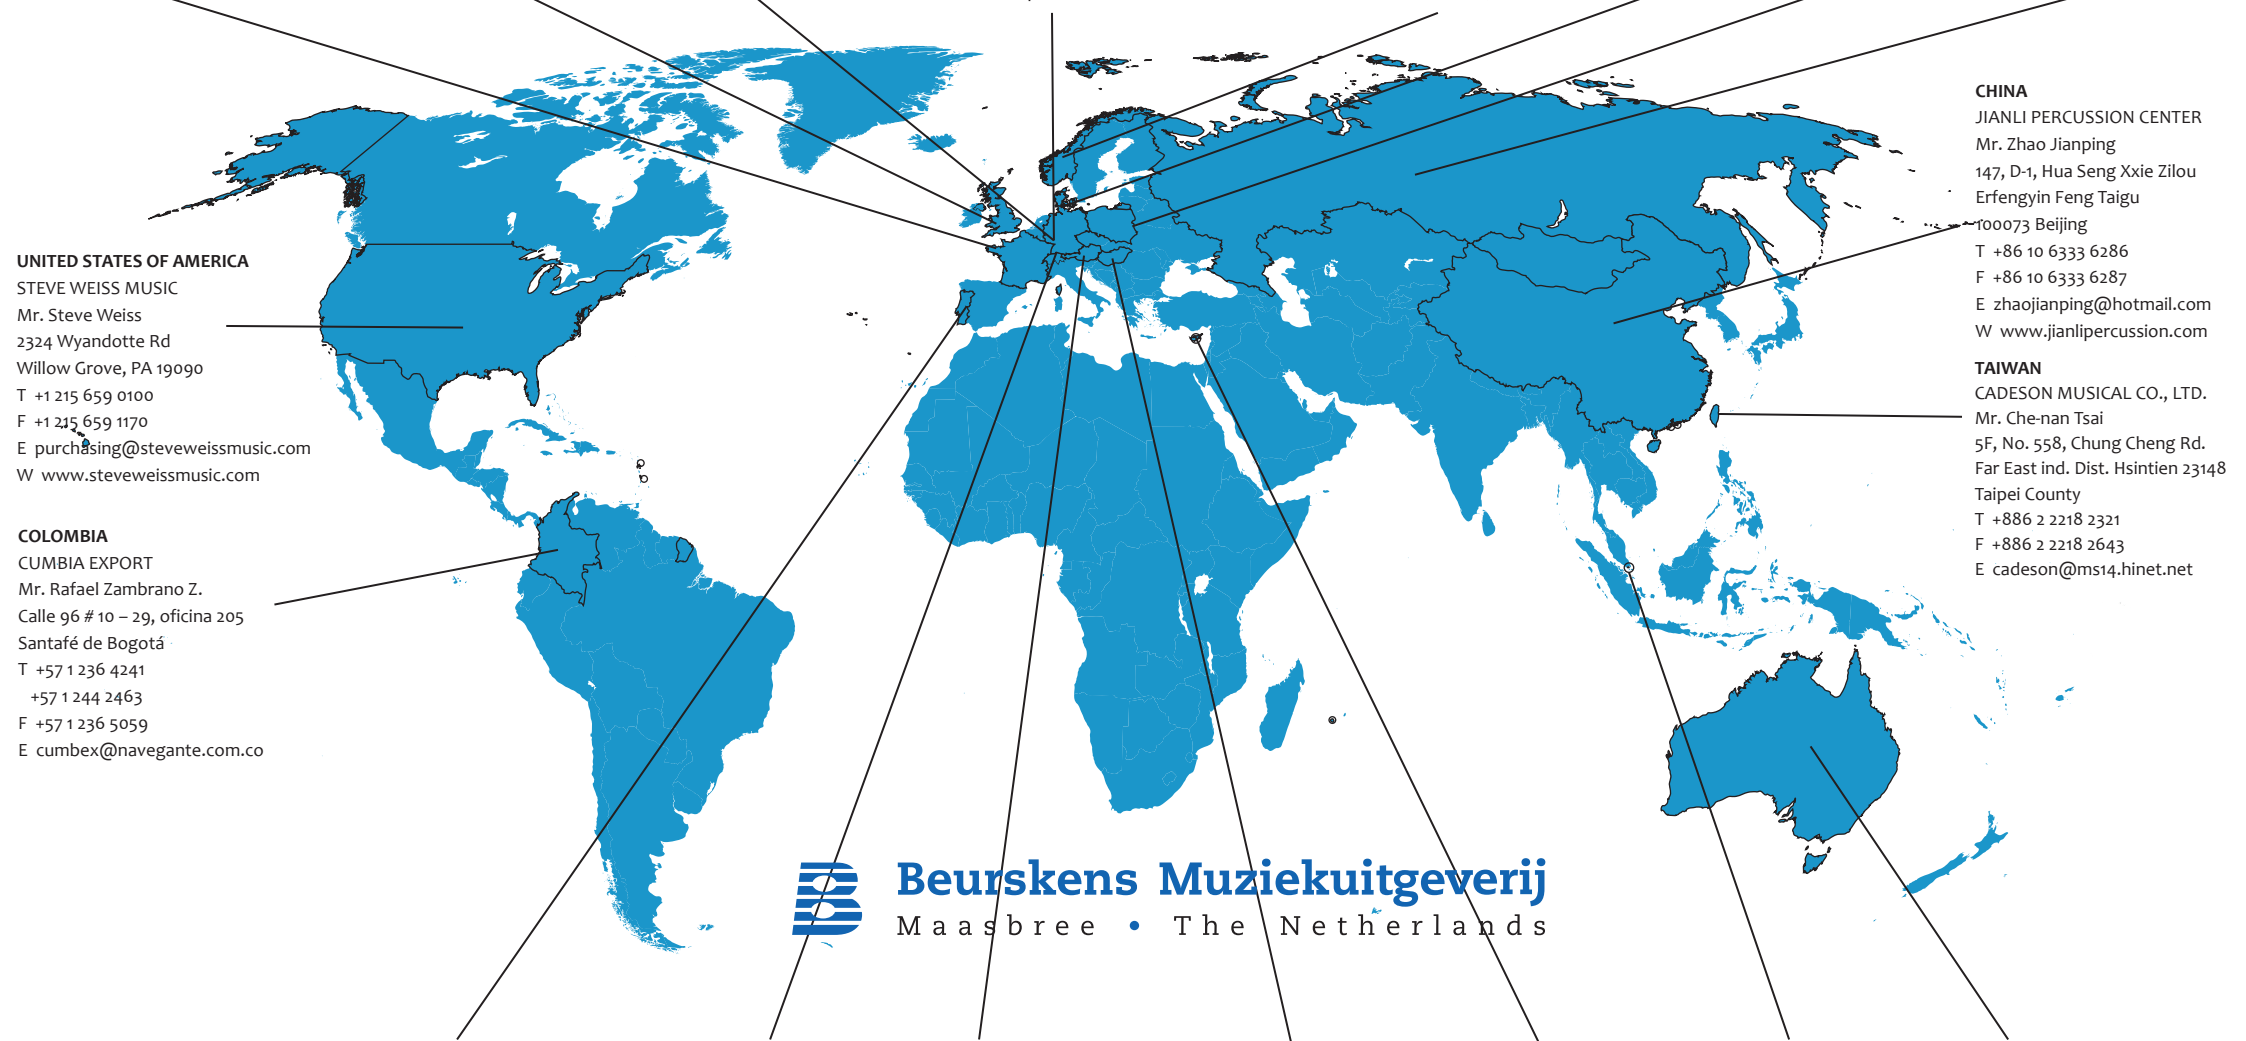 UNITED STATES OF AMERICA
STEVE WEISS MUSIC
Mr. Steve Weiss
2324 Wyandotte Rd
Willow Grove, PA 19090
T +1 215 659 0100
F +1 215 659 1170
E purchasing@steveweissmusic.com
W www.steveweissmusic.com
COLOMBIA
CUMBIA EXPORT
Mr. Rafael Zambrano Z.
Calle 96 # 10 – 29, oficina 205
Santafé de Bogotá
T +57 1 236 4241
+57 1 244 2463
F +57 1 236 5059
E cumbex@navegante.com.co
CHINA
JIANLI PERCUSSION CENTER
Mr. Zhao Jianping
147, D-1, Hua Seng Xxie Zilou
Erfengyin Feng Taigu
100073 Beijing
T +86 10 6333 6286
F +86 10 6333 6287
E zhaojianping@hotmail.com
W www.jianlipercussion.com
TAIWAN
CADESON MUSICAL CO., LTD.
Mr. Che-nan Tsai
5F, No. 558, Chung Cheng Rd.
Far East ind. Dist. Hsintien 23148
Taipei County
T +886 2 2218 2321
F +886 2 2218 2643
E cadeson@ms14.hinet.net
B
Beurskens Muziekuitgeverij
Maasbree • The Netherlands